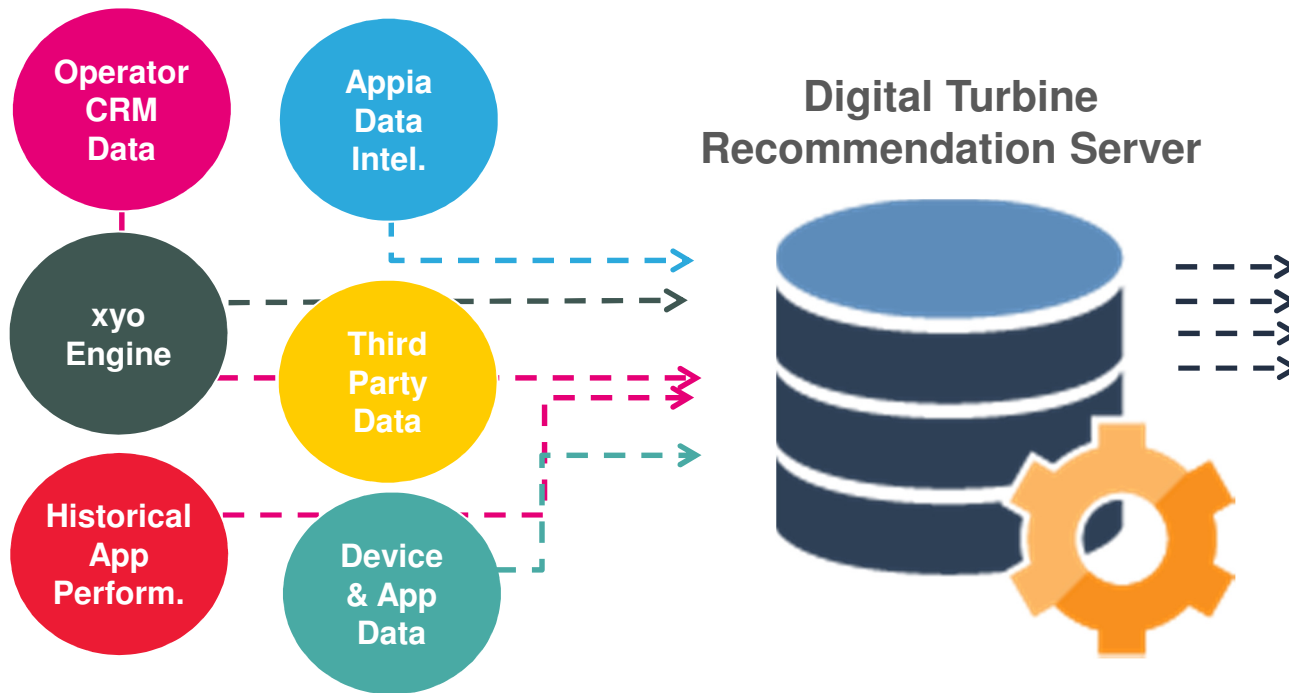 Operator
CRM
Data
Appia
Data
Intel.
Digital Turbine
Recommendation Server
xyo
Engine
Third
Party
Data
Historical
App
Perform.
Device
& App
Data